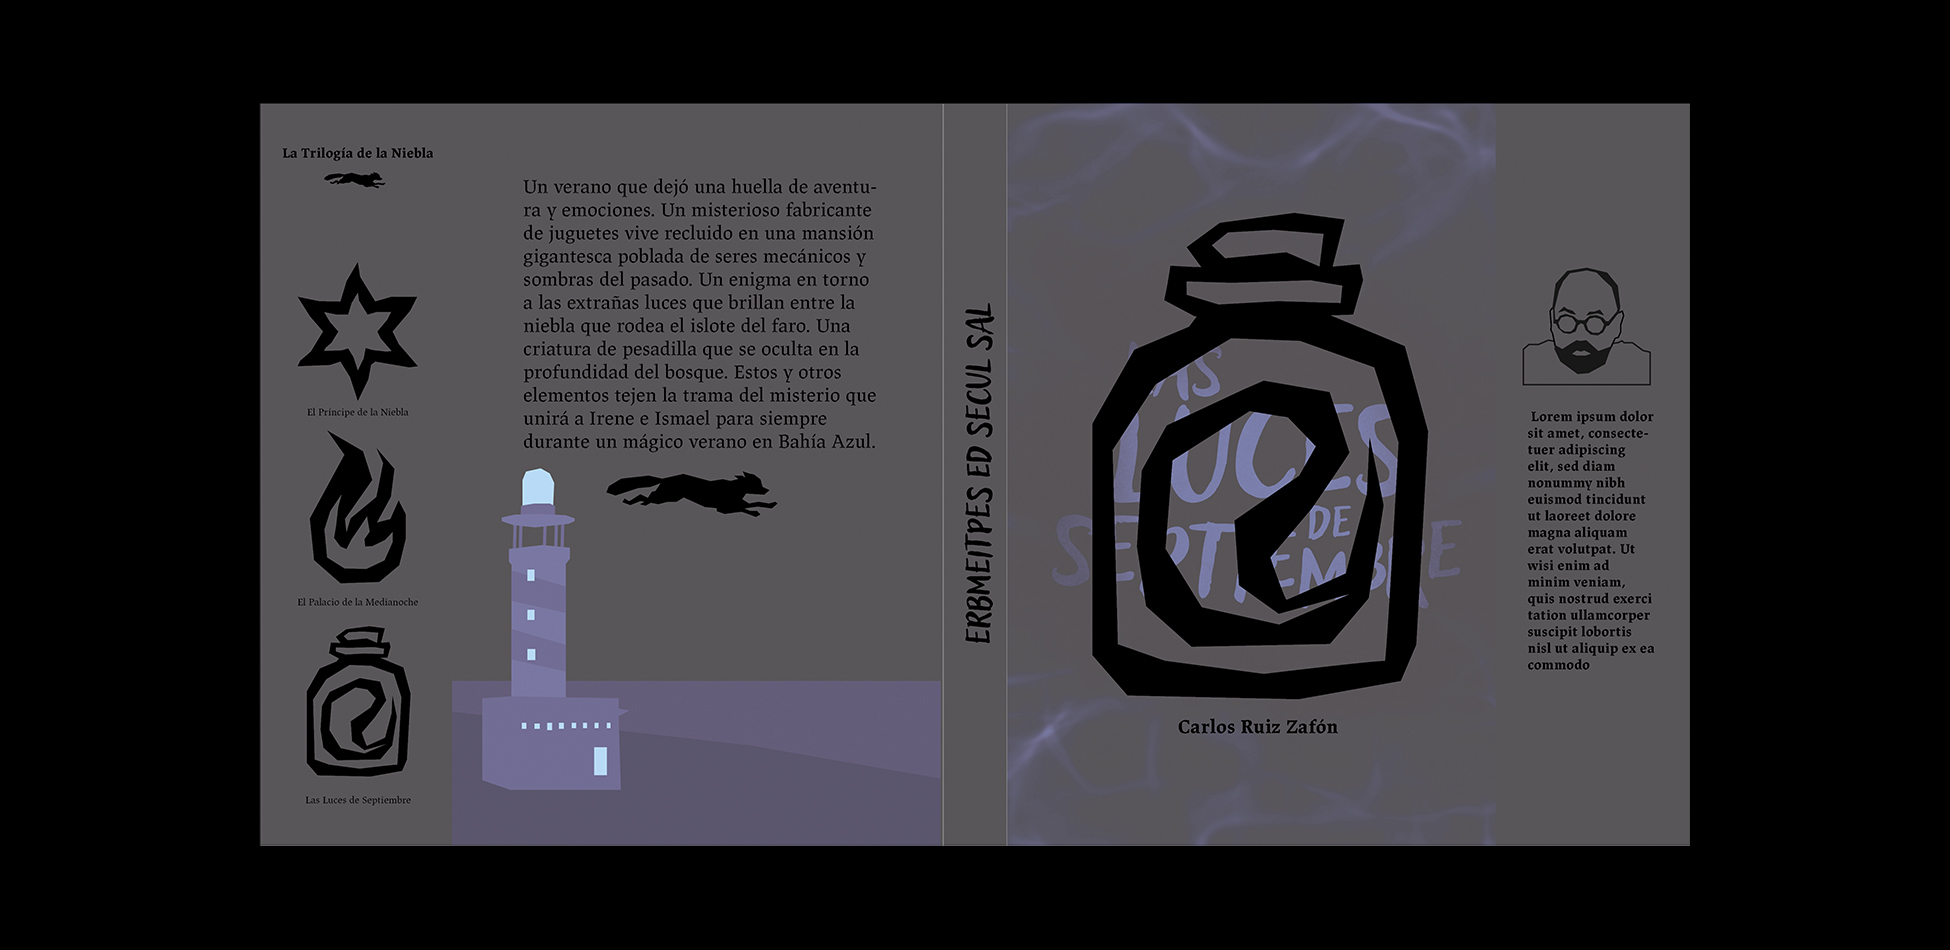 La Trilogía de la Niebla
El Príncipe de la Niebla
El Palacio de la Medianoche
Las Luces de Septiembre
Un verano que dejó una huella de aventu-
ra y emociones. Un misterioso fabricante
de juguetes vive recluido en una mansión
gigantesca poblada de seres mecánicos y
sombras del pasado. Un enigma en torno
a las extrañas luces que brillan entre la
niebla que rodea el islote del faro. Una
criatura de pesadilla que se oculta en la
profundidad del bosque. Estos y otros
elementos tejen la trama del misterio que
unirá a Irene e Ismael para siempre
durante un mágico verano en Bahía Azul.
ERBMEITPES ED SECUL SAL
LAS
LUCES
DE
SEPTIEMBRE
Carlos Ruiz Zafón
Lorem ipsum dolor
sit amet, consecte-
tuer adipiscing
elit, sed diam
nonummy nibh
euismod tincidunt
ut laoreet dolore
magna aliquam
erat volutpat. Ut
wisi enim ad
minim veniam,
quis nostrud exerci
tation ullamcorper
suscipit lobortis
nisl ut aliquip ex ea
commodo